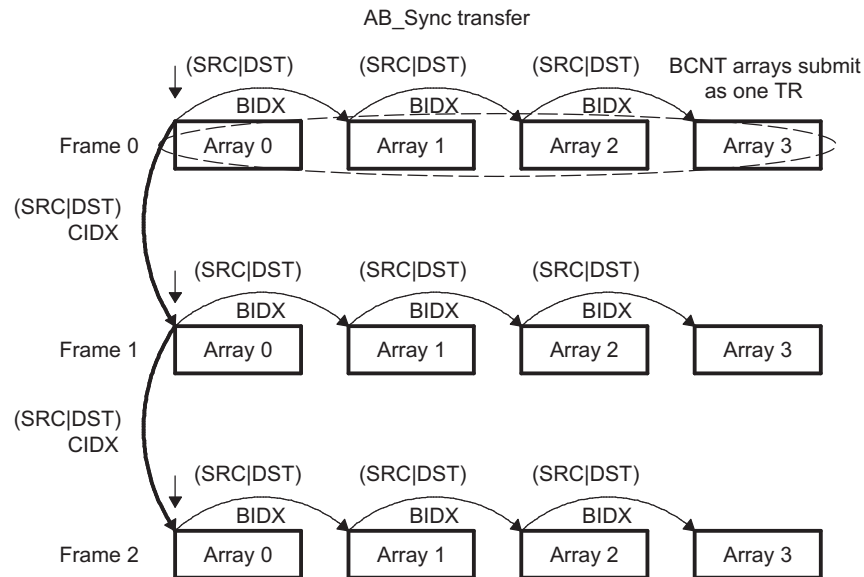 AB_Sync transfer
(SRC|DST) (SRC|DST) (SRC|DST) BCNT arrays submit
as one TR
BIDX BIDX BIDX
Frame 0 Array 0 Array 1 Array 2 Array 3
(SRC|DST)
CIDX
(SRC|DST) (SRC|DST) (SRC|DST)
BIDX BIDX BIDX
Frame 1 Array 0 Array 1 Array 2 Array 3
(SRC|DST)
CIDX
(SRC|DST) (SRC|DST) (SRC|DST)
BIDX BIDX BIDX
Frame 2 Array 0 Array 1 Array 2 Array 3